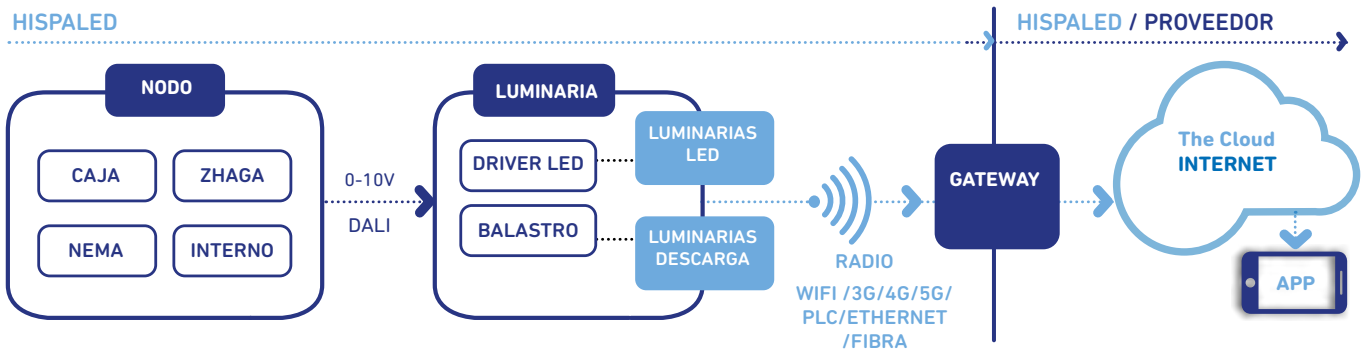 HISPALED
HISPALED / PROVEEDOR
NODO
CAJA
ZHAGA
NEMA
INTERNO
0-10V
DALI
LUMINARIA
DRIVER LED
BALASTRO
LUMINARIAS
LED
LUMINARIAS
DESCARGA
RADIO
WIFI /3G/4G/5G/
PLC/ETHERNET
/FIBRA
GATEWAY
The Cloud
INTERNET
APP